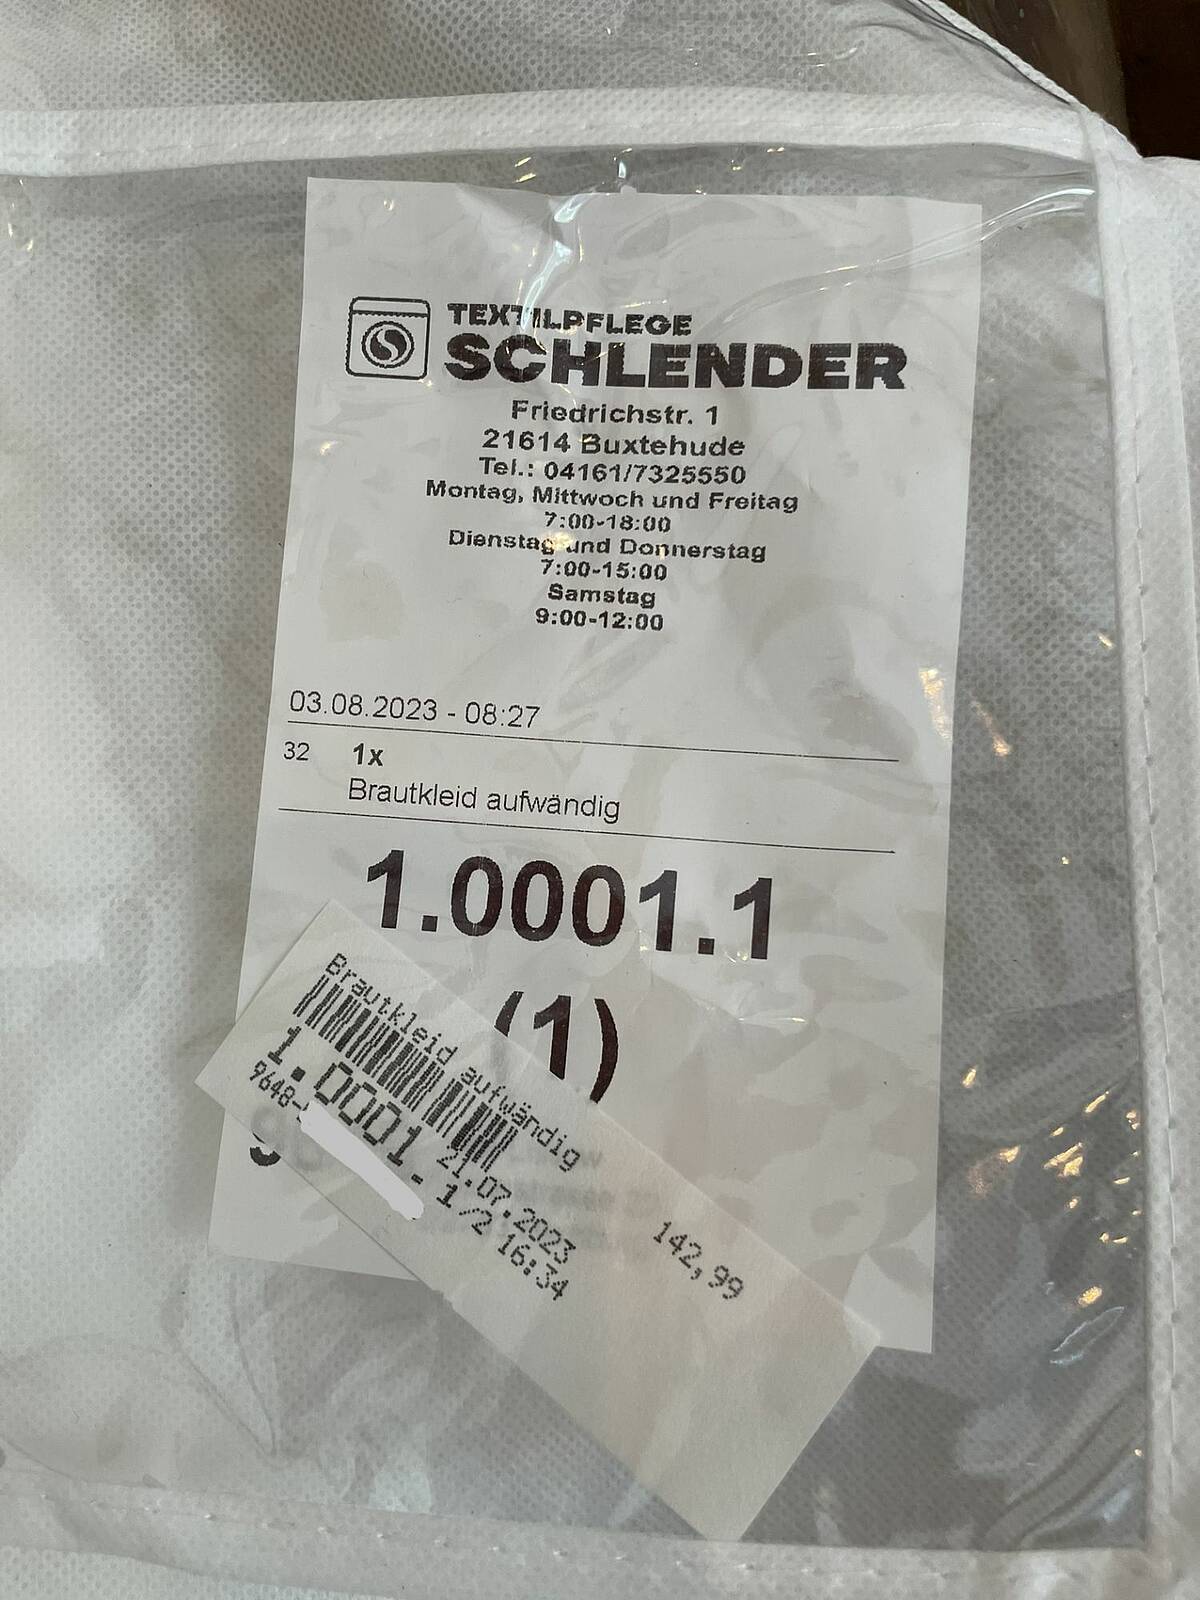 TEXTILPFLEGE
SCHLENDER
Friedrichstr. 1
21614 Buxtehude
Tel.: 04161/7325550
Montag, Mittwoch und Freitag
7:00-18:00
Dienstag und Donnerstag
7:00-15:00
Samstag
9:00-12:00
03.08.2023 - 08:27
32 1x
Brautkleid aufwändig
1.0001.1
(1)
Brautkleid aufwändig
1.0001.-1/2
9648-
21.07.2023
16:34
142,99